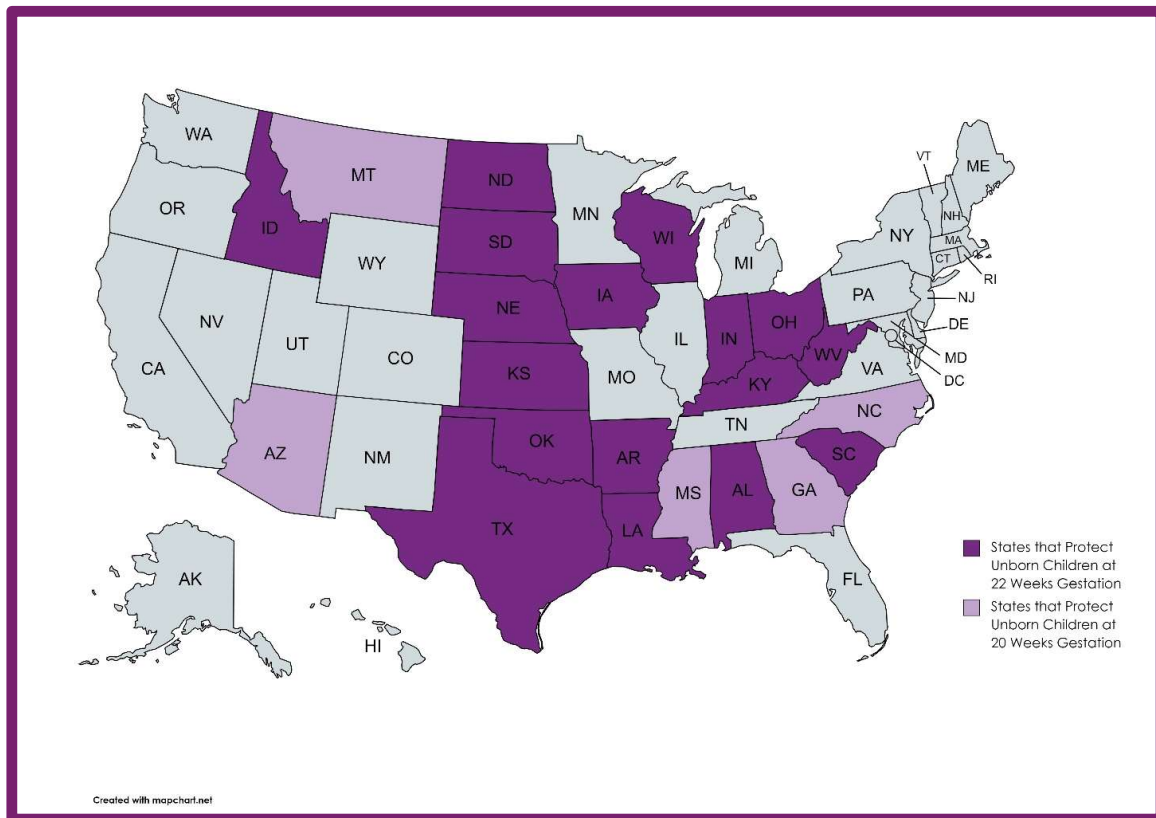 WA
MT
ND
MN
VT
ME
OR
ID
SD
WI
NH
NY
MA
WY
MI
CT
RI
IA
PA
NJ
NE
OH
NV
IN
DE
UT
IL
WV
CA
CO
MD
KS
MO
VA
DC
KY
NC
TN
AZ
NM
OK
AR
SC
MS
AL
GA
TX
LA
FL
AK
HI
States that Protect
Unborn Children at
22 Weeks Gestation
States that Protect
Unborn Children at
20 Weeks Gestation
Created with mapchart.net